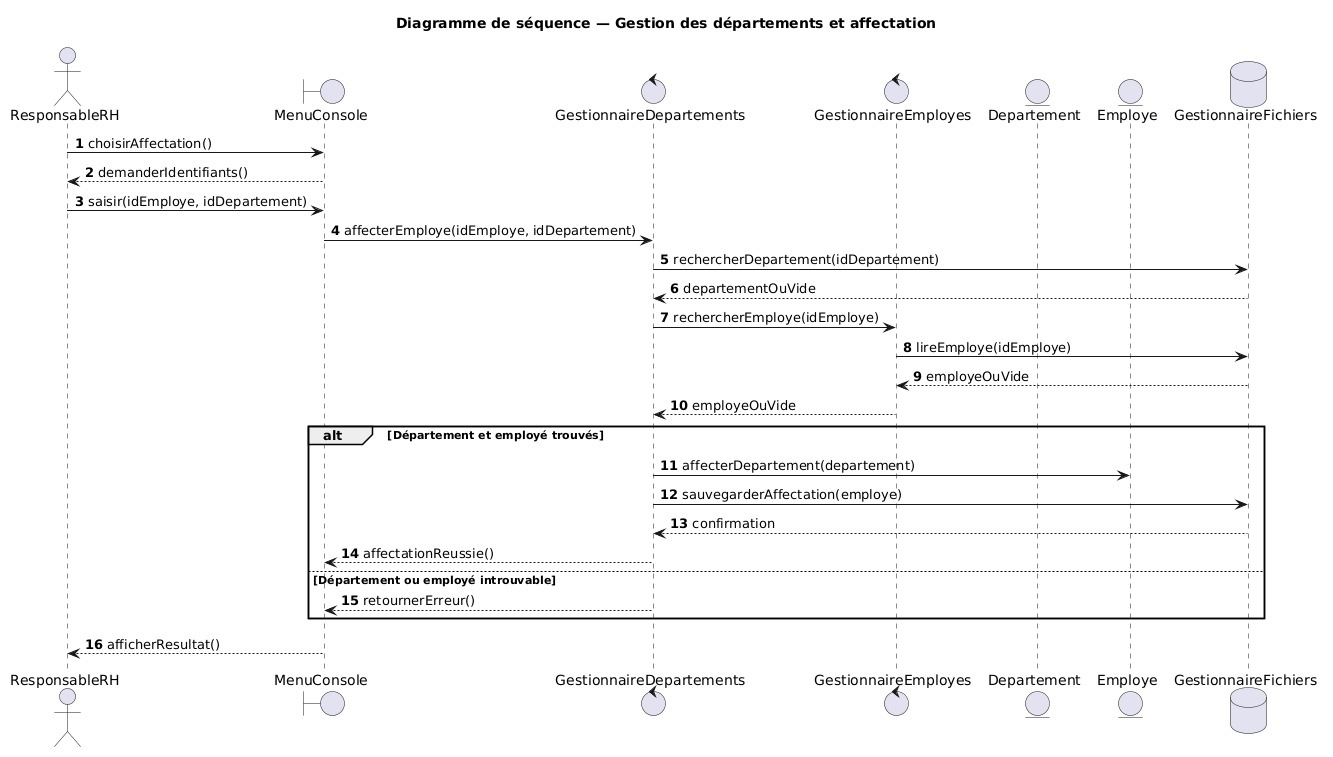 Diagramme de séquence — Gestion des départements et affectation
ResponsableRH
MenuConsole
GestionnaireDepartements
GestionnaireEmployes
Departement
Employe
GestionnaireFichiers
1 choisirAffectation()
2 demanderIdentifiants()
3 saisir(idEmploye, idDepartement)
4 affecterEmploye(idEmploye, idDepartement)
5 rechercherDepartement(idDepartement)
6 departementOuVide
7 rechercherEmploye(idEmploye)
8 lireEmploye(idEmploye)
9 employeOuVide
10 employeOuVide
alt [Département et employé trouvés]
11 affecterDepartement(departement)
12 sauvegarderAffectation(employe)
13 confirmation
14 affectationReussie()
[Département ou employé introuvable]
15 retournerErreur()
16 afficherResultat()
ResponsableRH
MenuConsole
GestionnaireDepartements
GestionnaireEmployes
Departement
Employe
GestionnaireFichiers